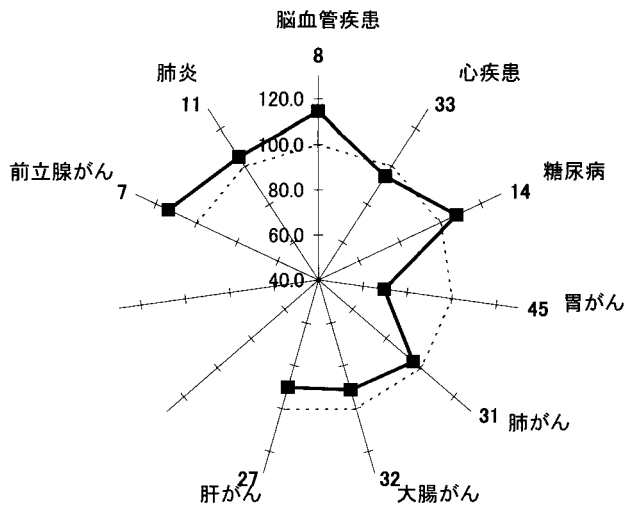 脳血管疾患
8
肺炎
11
心疾患
33
120.0
100.0
80.0
60.0
40.0
前立腺がん
7
糖尿病
14
45 胃がん
31 肺がん
32 大腸がん
27
肝がん